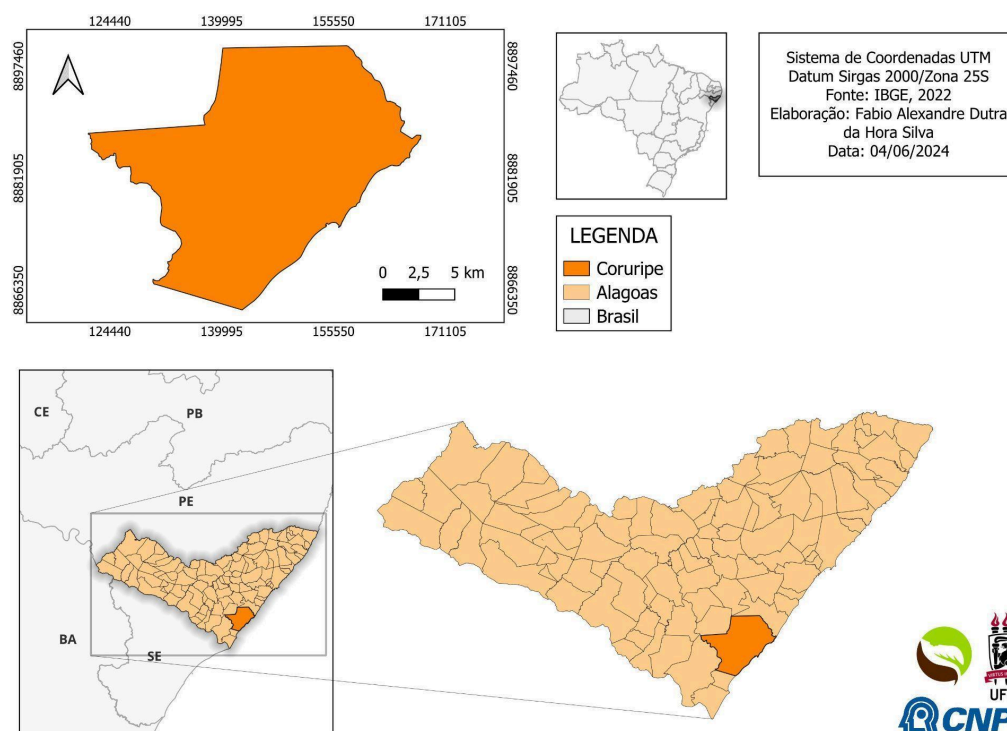 124440 139995 155550 171105
8897460
8881905
8866350
8897460
8881905
8866350
0 2,5 5 km
124440 139995 155550 171105
Sistema de Coordenadas UTM
Datum Sirgas 2000/Zona 25S
Fonte: IBGE, 2022
Elaboração: Fabio Alexandre Dutra
da Hora Silva
Data: 04/06/2024
LEGENDA
Coruripe
Alagoas
Brasil
CE
PB
PE
BA
SE
UF
CNP